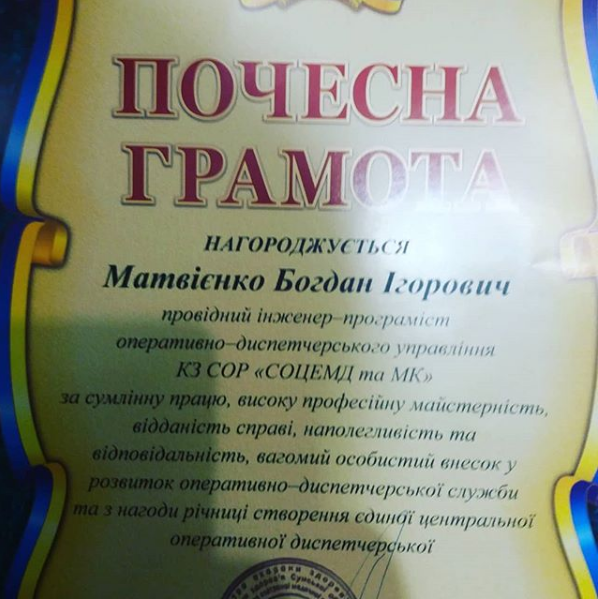 ПОЧЕСНА
ГРАМОТА
НАГОРОДЖУЄТЬСЯ
Матвієнко Богдан Ігорович
провідний інженер–програміст
оперативно–диспетчерського управління
КЗ СОР «СОЦЕМД та МК»
за сумлінну працю, високу професійну майстерність,
відданість справі, наполегливість та
відповідальність, вагомий особистий внесок у
розвиток оперативно–диспетчерської служби
та з нагоди річниці створення єдиної центральної
оперативної диспетчерської